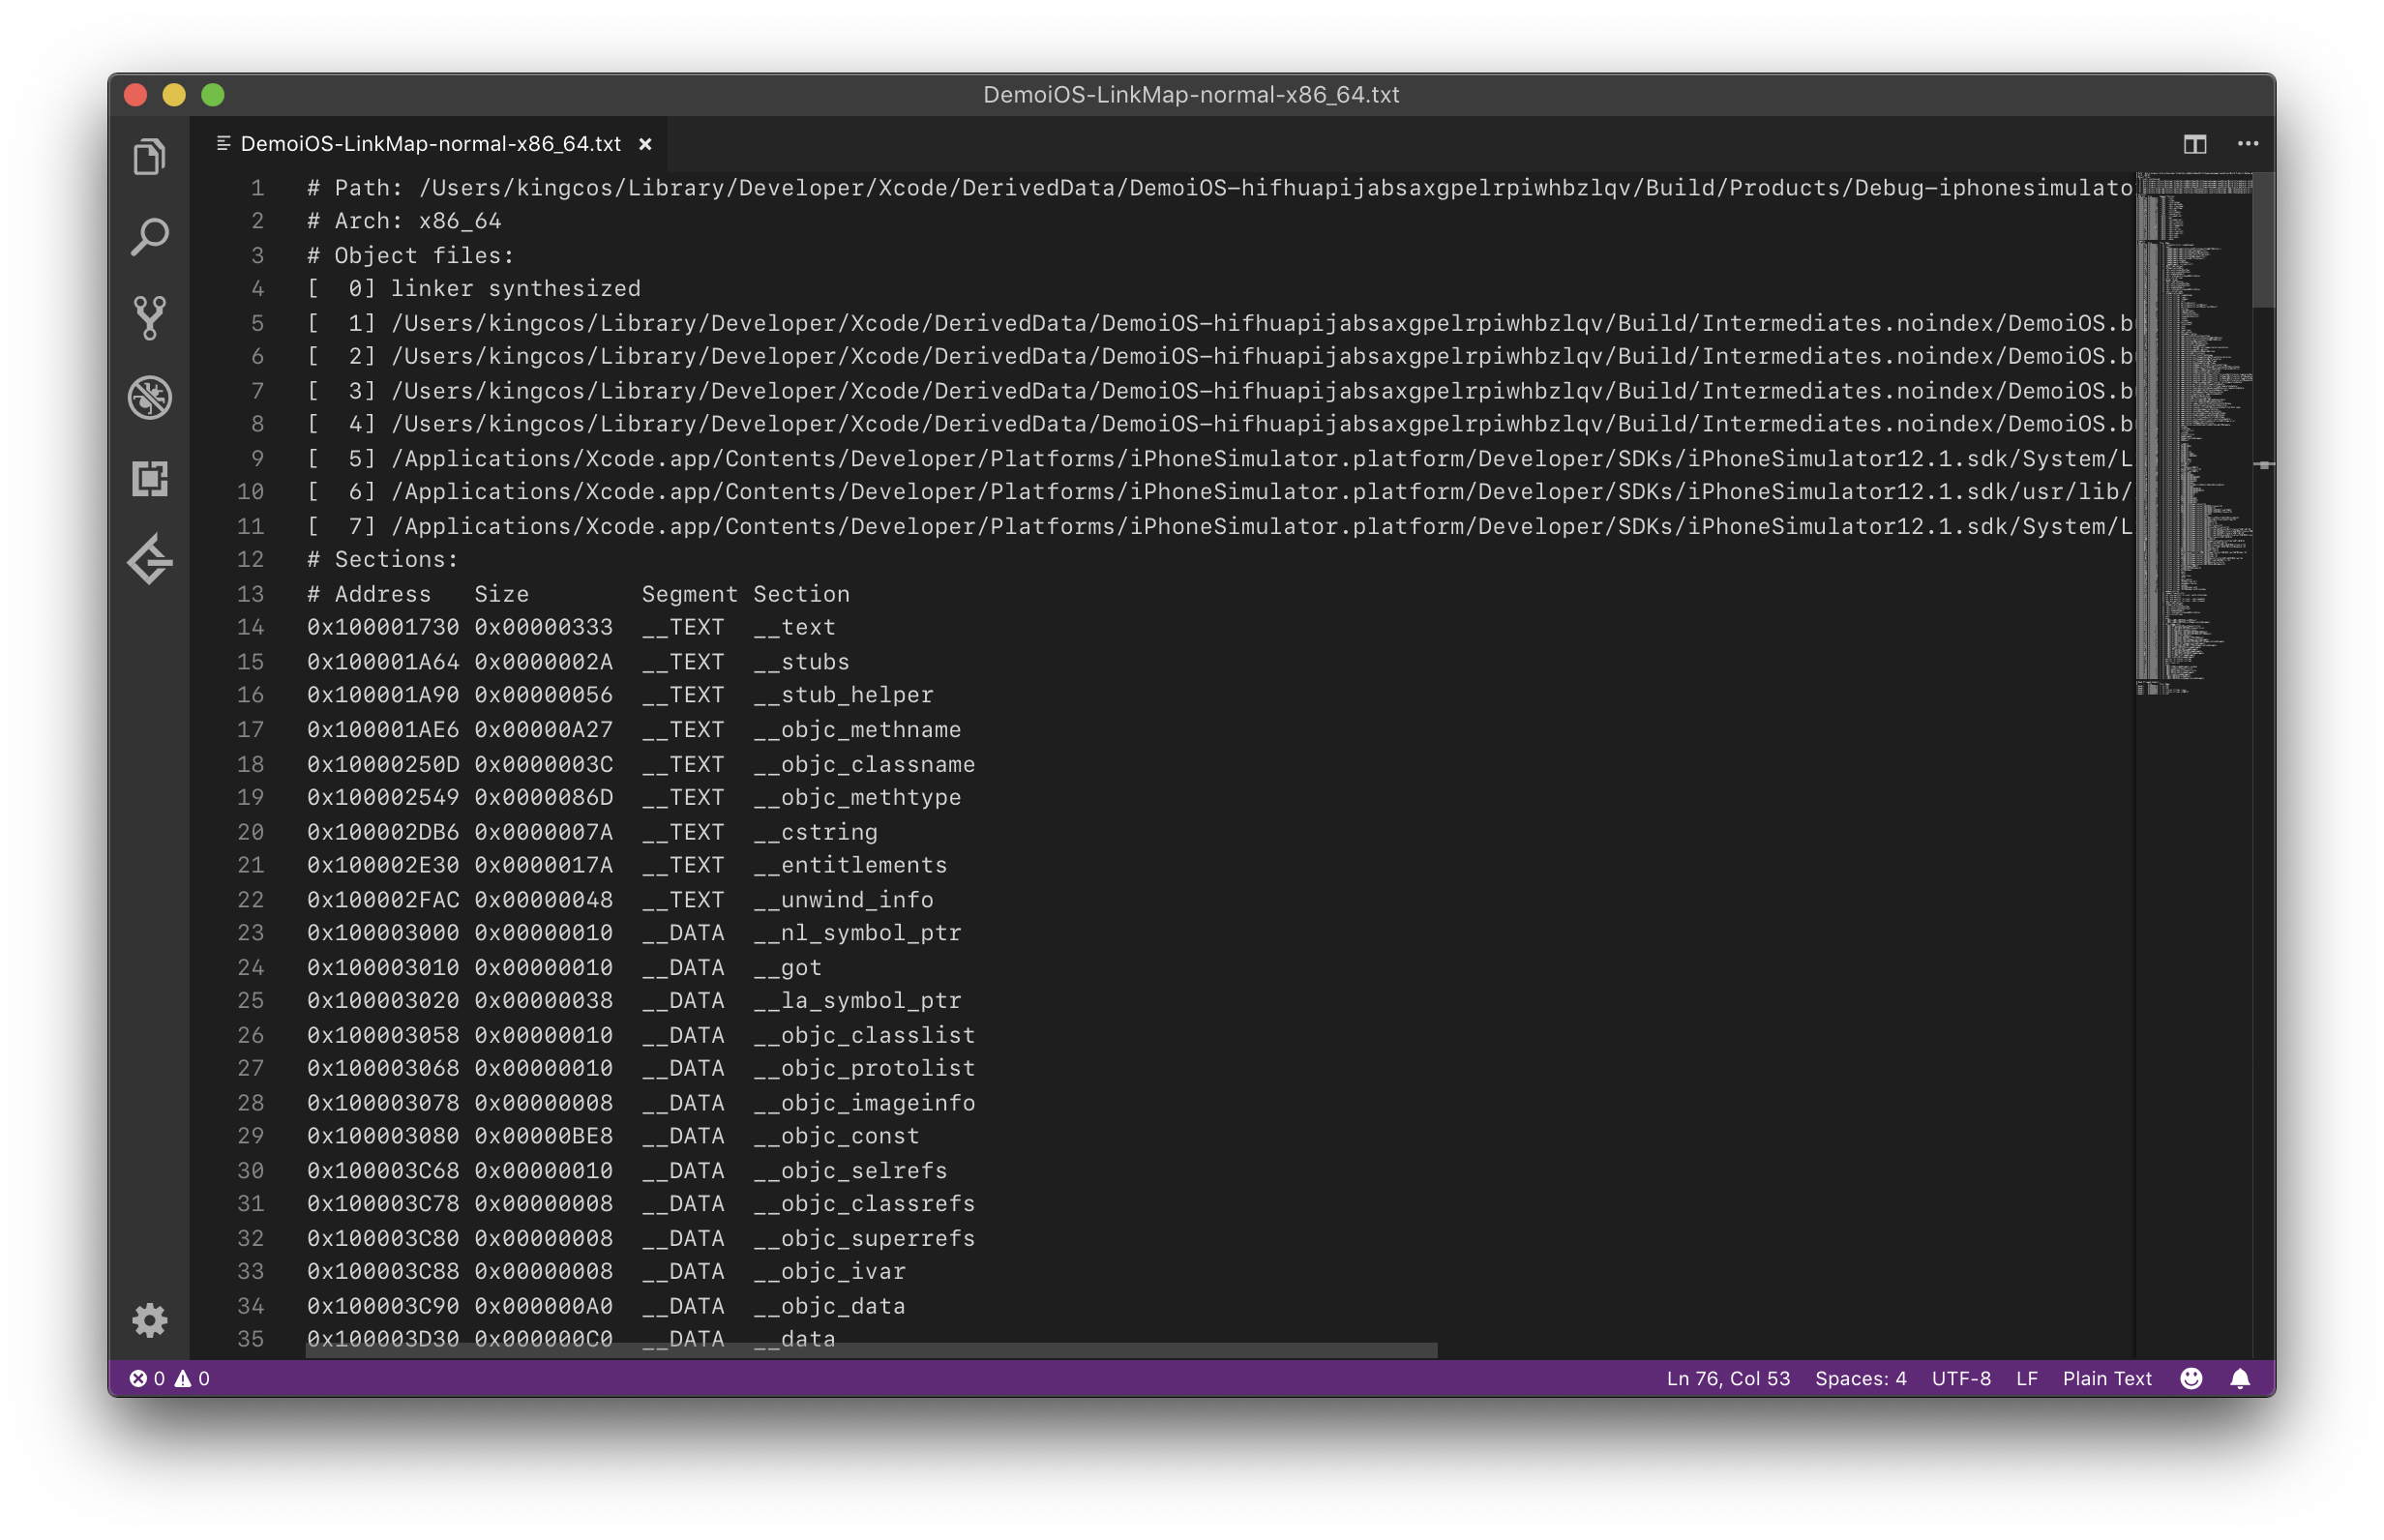 DemoiOS-LinkMap-normal-x86_64.txt
DemoiOS-LinkMap-normal-x86_64.txt
1 # Path: /Users/kingcos/Library/Developer/Xcode/DerivedData/DemoiOS-hifhuapijabsaxgpelrpiwhbzlqv/Build/Products/Debug-iphonesimulato
2 # Arch: x86_64
3 # Object files:
4 [  0] linker synthesized
5 [  1] /Users/kingcos/Library/Developer/Xcode/DerivedData/DemoiOS-hifhuapijabsaxgpelrpiwhbzlqv/Build/Intermediates.noindex/DemoiOS.b
6 [  2] /Users/kingcos/Library/Developer/Xcode/DerivedData/DemoiOS-hifhuapijabsaxgpelrpiwhbzlqv/Build/Intermediates.noindex/DemoiOS.b
7 [  3] /Users/kingcos/Library/Developer/Xcode/DerivedData/DemoiOS-hifhuapijabsaxgpelrpiwhbzlqv/Build/Intermediates.noindex/DemoiOS.b
8 [  4] /Users/kingcos/Library/Developer/Xcode/DerivedData/DemoiOS-hifhuapijabsaxgpelrpiwhbzlqv/Build/Intermediates.noindex/DemoiOS.b
9 [  5] /Applications/Xcode.app/Contents/Developer/Platforms/iPhoneSimulator.platform/Developer/SDKs/iPhoneSimulator12.1.sdk/System/L
10 [  6] /Applications/Xcode.app/Contents/Developer/Platforms/iPhoneSimulator.platform/Developer/SDKs/iPhoneSimulator12.1.sdk/usr/lib/
11 [  7] /Applications/Xcode.app/Contents/Developer/Platforms/iPhoneSimulator.platform/Developer/SDKs/iPhoneSimulator12.1.sdk/System/L
12 # Sections:
13 # Address   Size        Segment Section
14 0x100001730 0x00000333  __TEXT  __text
15 0x100001A64 0x0000002A  __TEXT  __stubs
16 0x100001A90 0x00000056  __TEXT  __stub_helper
17 0x100001AE6 0x00000A27  __TEXT  __objc_methname
18 0x10000250D 0x0000003C  __TEXT  __objc_classname
19 0x100002549 0x0000086D  __TEXT  __objc_methtype
20 0x100002DB6 0x0000007A  __TEXT  __cstring
21 0x100002E30 0x0000017A  __TEXT  __entitlements
22 0x100002FAC 0x00000048  __TEXT  __unwind_info
23 0x100003000 0x00000010  __DATA  __nl_symbol_ptr
24 0x100003010 0x00000010  __DATA  __got
25 0x100003020 0x00000038  __DATA  __la_symbol_ptr
26 0x100003058 0x00000010  __DATA  __objc_classlist
27 0x100003068 0x00000010  __DATA  __objc_protolist
28 0x100003078 0x00000008  __DATA  __objc_imageinfo
29 0x100003080 0x00000BE8  __DATA  __objc_const
30 0x100003C68 0x00000010  __DATA  __objc_selrefs
31 0x100003C78 0x00000008  __DATA  __objc_classrefs
32 0x100003C80 0x00000008  __DATA  __objc_superrefs
33 0x100003C88 0x00000008  __DATA  __objc_ivar
34 0x100003C90 0x000000A0  __DATA  __objc_data
35 0x100003D30 0x000000C0  __DATA  __data
0 0 Ln 76, Col 53 Spaces: 4 UTF-8 LF Plain Text